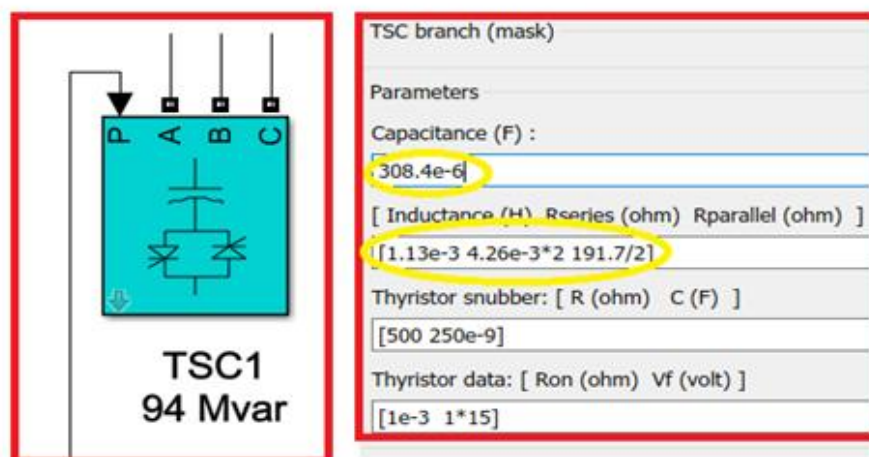 P A B C
TSC1
94 Mvar
TSC branch (mask)
Parameters
Capacitance (F) :
308.4e-6
[ Inductance (H) Rseries (ohm) Rparallel (ohm) ]
[1.13e-3 4.26e-3*2 191.7/2]
Thyristor snubber: [ R (ohm) C (F) ]
[500 250e-9]
Thyristor data: [ Ron (ohm) Vf (volt) ]
[1e-3 1*15]